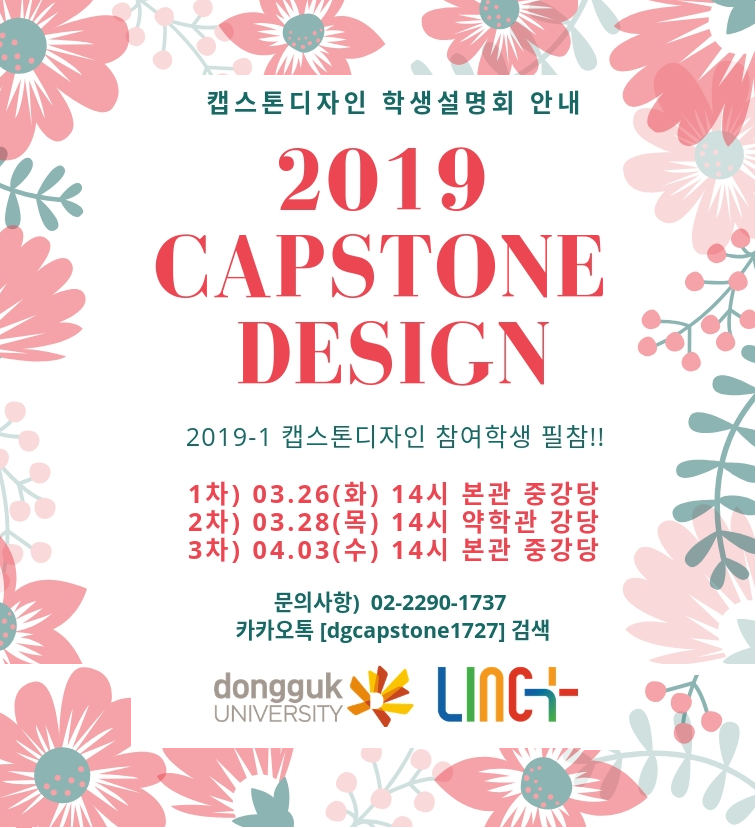 캡스톤디자인 학생설명회 안내
2019
CAPSTONE
DESIGN
2019-1 캡스톤디자인 참여학생 필참!!
1차) 03.26(화) 14시 본관 중강당
2차) 03.28(목) 14시 약학관 강당
3차) 04.03(수) 14시 본관 중강당
문의사항) 02-2290-1737
카카오톡 [dgcapstone1727] 검색
dongguk
UNIVERSITY
LINC+